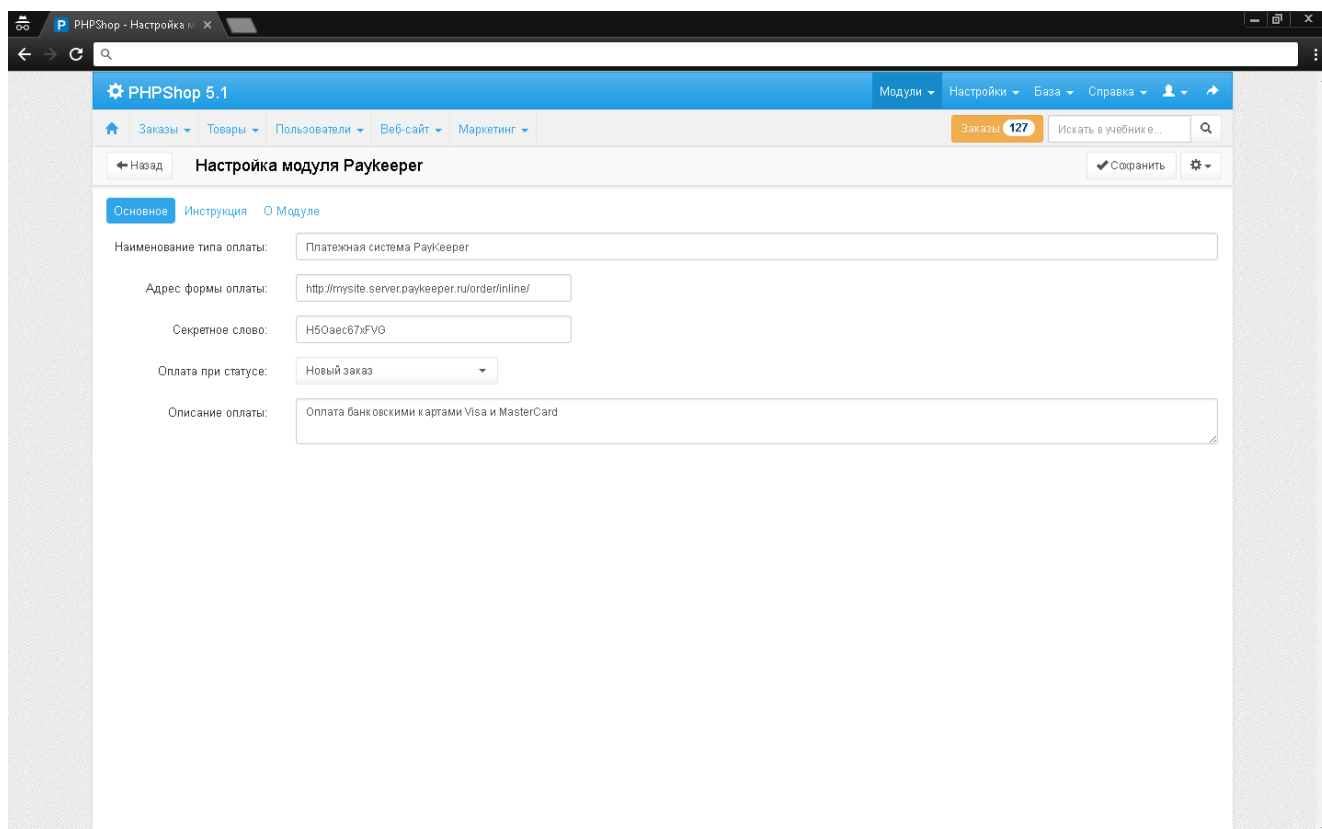 PHPShop - Настройка м
PHPShop 5.1
Модули Настройки База Справка
Заказы Товары Пользователи Веб-сайт Маркетинг
Заказы 127 Искать в учебнике...
Назад Настройка модуля Paykeeper Сохранить
Основное Инструкция О Модуле
Наименование типа оплаты: Платежная система PayKeeper
Адрес формы оплаты: http://mysite.server.paykeeper.ru/order/inline/
Секретное слово: H5Oaec67xFVG
Оплата при статусе: Новый заказ
Описание оплаты: Оплата банковскими картами Visa и MasterCard